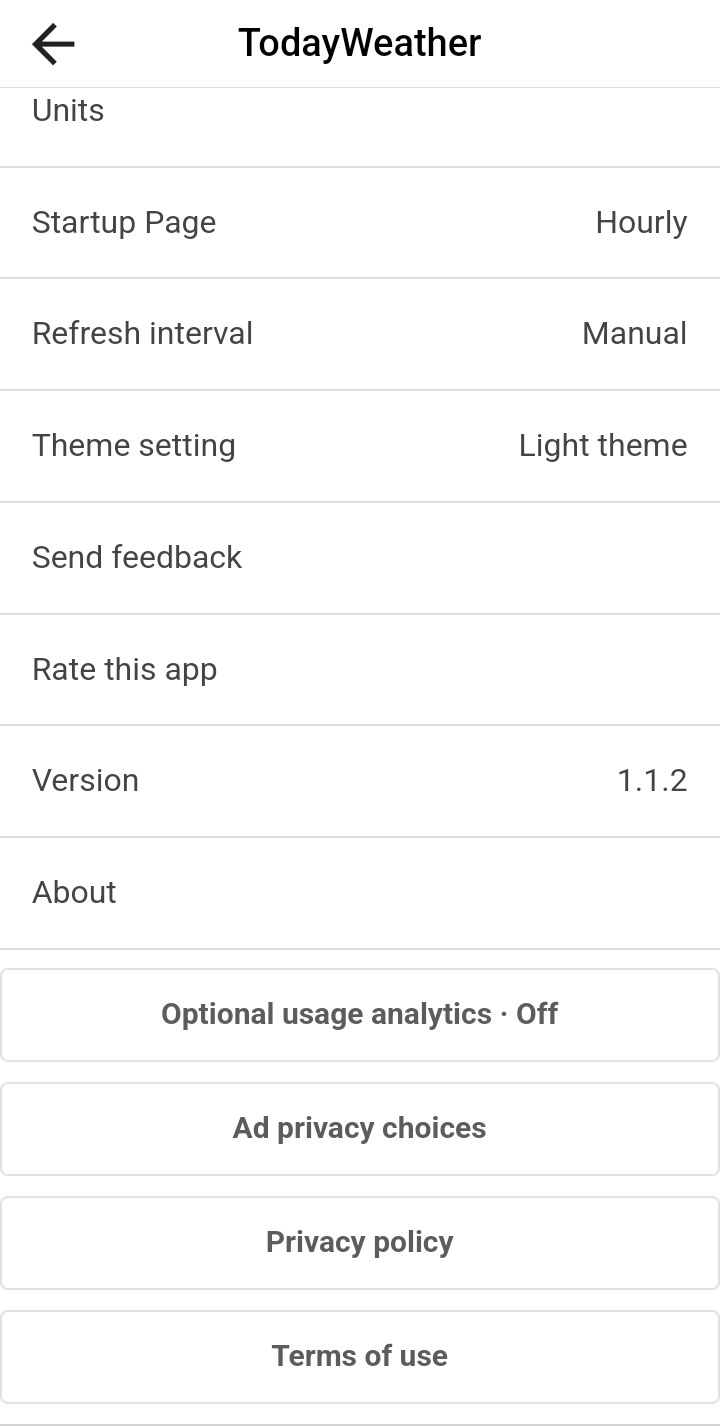 TodayWeather
Units
Startup Page Hourly
Refresh interval Manual
Theme setting Light theme
Send feedback
Rate this app
Version 1.1.2
About
Optional usage analytics · Off
Ad privacy choices
Privacy policy
Terms of use